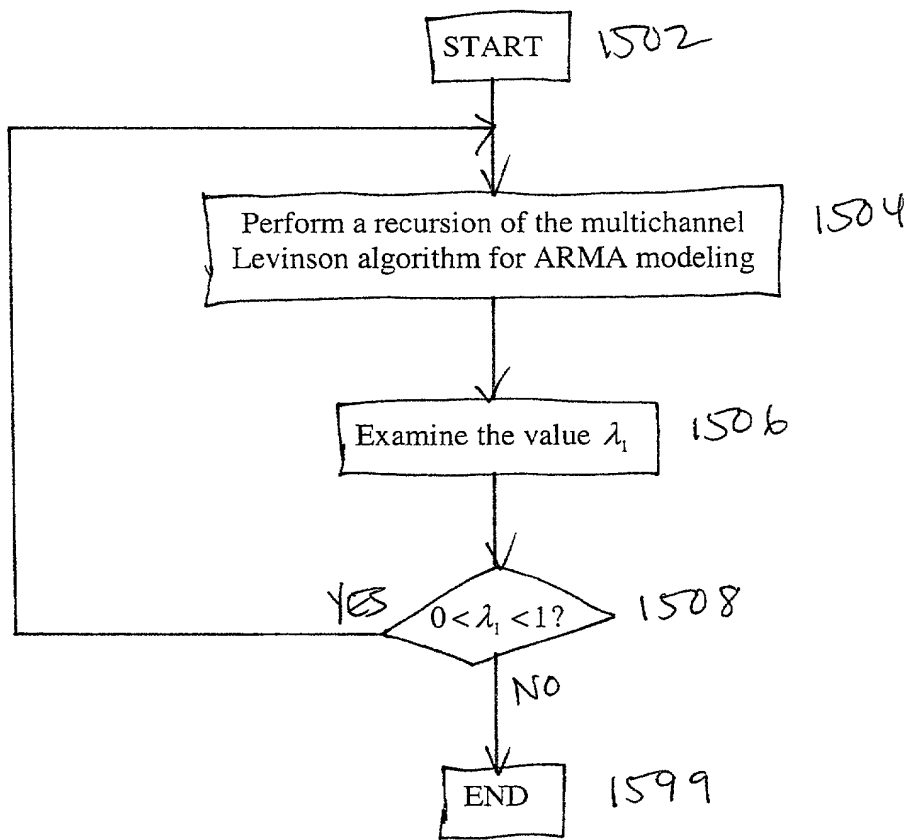 START 1502
Perform a recursion of the multichannel 1504
Levinson algorithm for ARMA modeling
Examine the value λ₁ 1506
YES 0 < λ₁ < 1? 1508
NO
END 1599